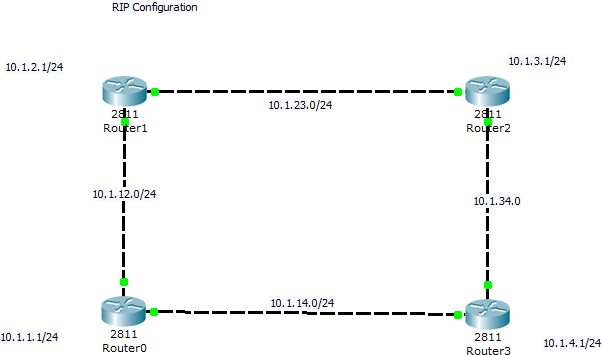 RIP Configuration
10.1.2.1/24
10.1.3.1/24
2811
Router1
10.1.23.0/24
2811
Router2
10.1.12.0/24
10.1.34.0
10.1.14.0/24
10.1.1.1/24
2811
Router0
2811
Router3
10.1.4.1/24